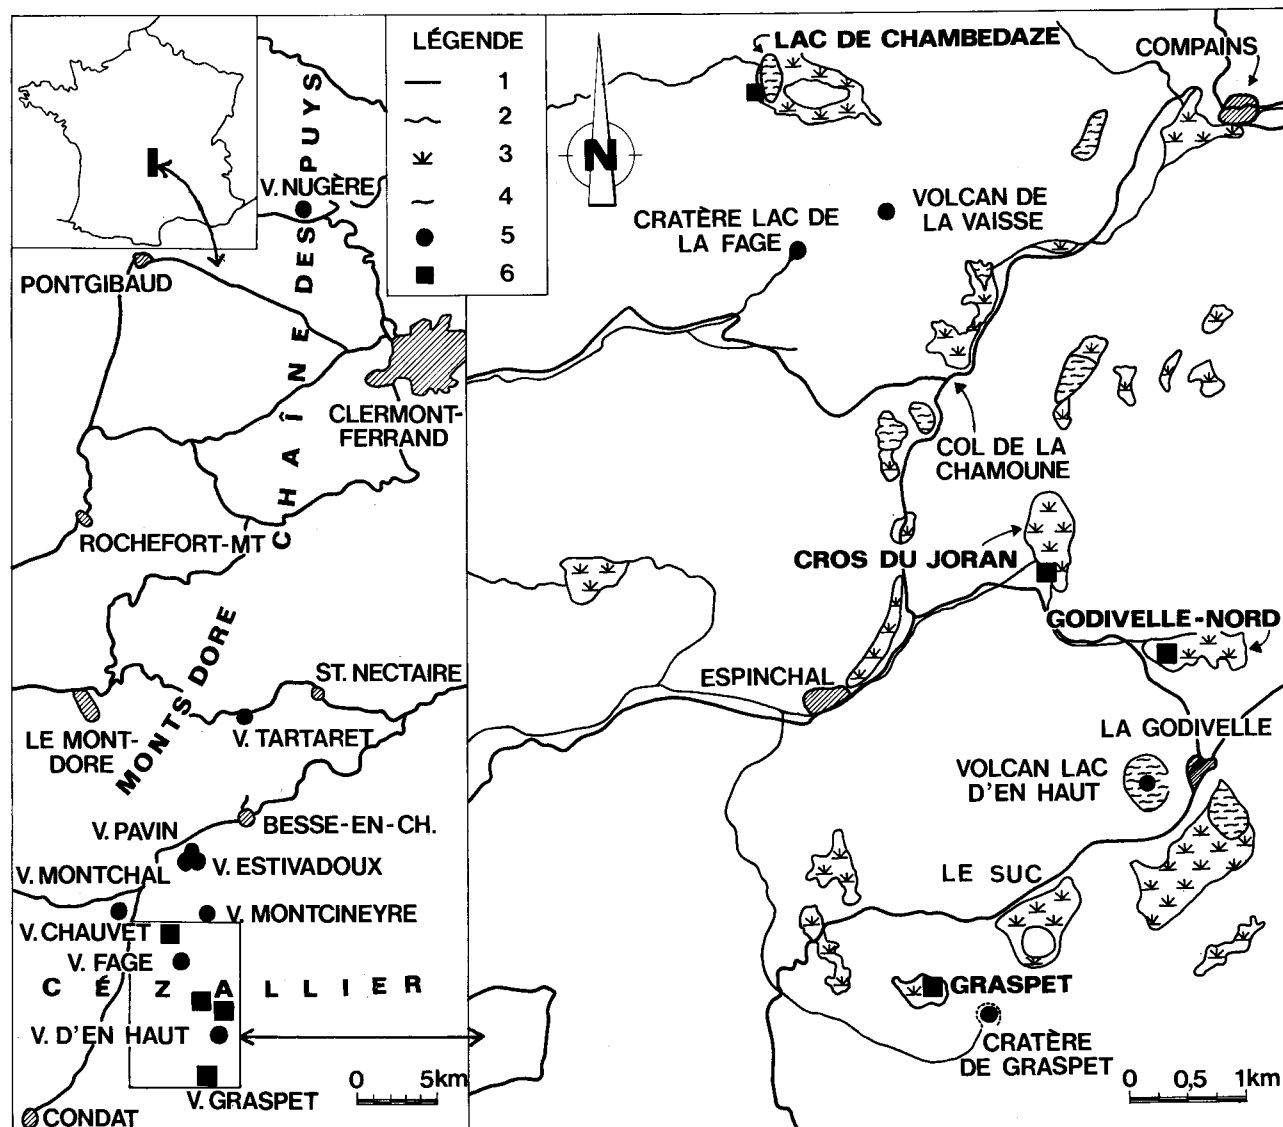 LÉGENDE
1
2
3
4
5
6
N
CHAÎNE DES PUYS
V. NUGÈRE
PONTGIBAUD
CLERMONT-
FERRAND
ROCHEFORT-MT
MONTS DORE
ST. NECTAIRE
LE MONT-
DORE
V. TARTARET
V. PAVIN
BESSE-EN-CH.
V. ESTIVADOUX
V. MONTCHAL
V. MONTCINEYRE
V. CHAUVET
V. FAGE
CÉZALLIER
V. D'EN HAUT
V. GRASPET
CONDAT
0 5km
LAC DE CHAMBEDAZE
COMPAINS
CRATÈRE LAC DE
LA FAGE
VOLCAN DE
LA VAISSE
COL DE LA
CHAMOUNE
CROS DU JORAN
GODIVELLE-NORD
ESPINCHAL
LA GODIVELLE
VOLCAN LAC
D'EN HAUT
LE SUC
GRASPET
CRATÈRE
DE GRASPET
0 0,5 1km